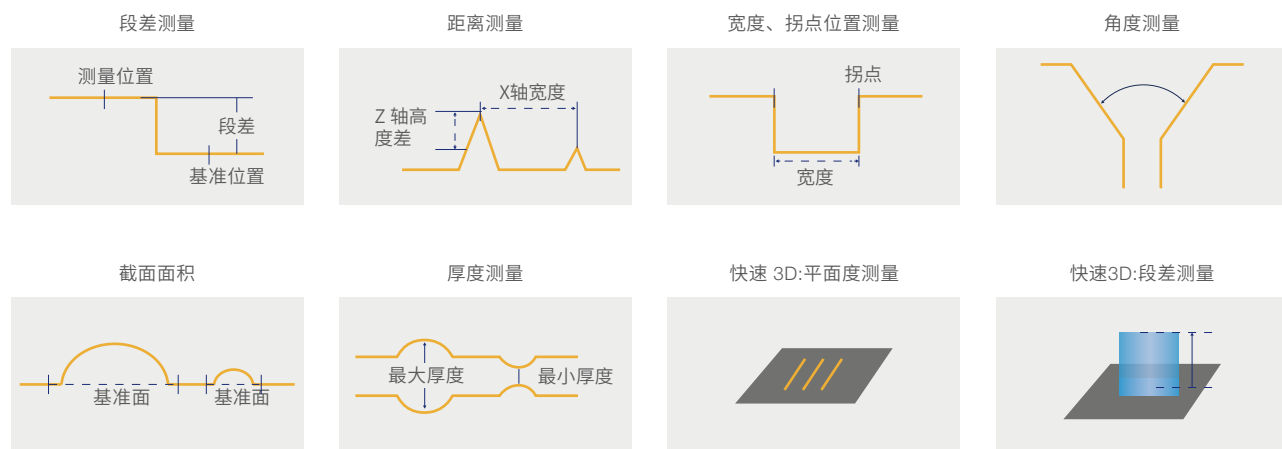 段差测量
距离测量
宽度、拐点位置测量
角度测量
测量位置
段差
基准位置
X轴宽度
Z 轴高
度差
拐点
宽度
截面面积
厚度测量
快速 3D:平面度测量
快速3D:段差测量
基准面
基准面
最大厚度
最小厚度